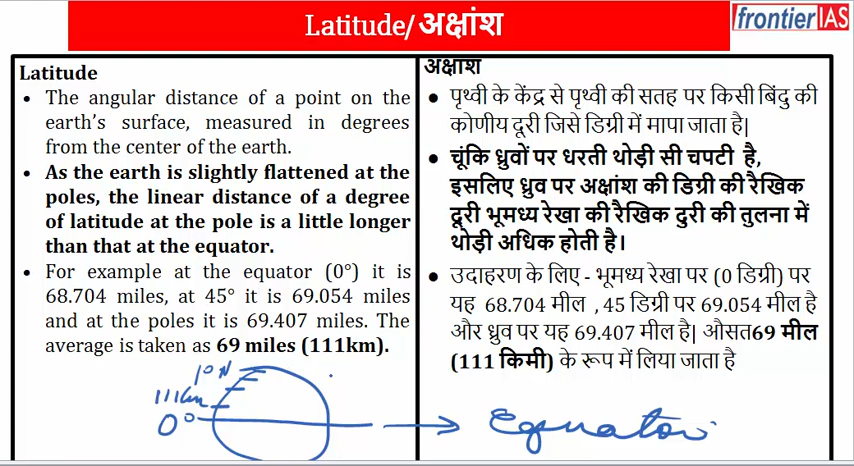 Latitude/अक्षांश
frontier IAS
Latitude
• The angular distance of a point on the
earth's surface, measured in degrees
from the center of the earth.
• As the earth is slightly flattened at the
poles, the linear distance of a degree
of latitude at the pole is a little longer
than that at the equator.
• For example at the equator (0°) it is
68.704 miles, at 45° it is 69.054 miles
and at the poles it is 69.407 miles. The
average is taken as 69 miles (111km).
अक्षांश
• पृथ्वी के केंद्र से पृथ्वी की सतह पर किसी बिंदु की
कोणीय दूरी जिसे डिग्री में मापा जाता है|
• चूंकि ध्रुवों पर धरती थोड़ी सी चपटी है,
इसलिए ध्रुव पर अक्षांश की डिग्री की रैखिक
दूरी भूमध्य रेखा की रैखिक दुरी की तुलना में
थोड़ी अधिक होती है।
• उदाहरण के लिए - भूमध्य रेखा पर (0 डिग्री) पर
यह 68.704 मील , 45 डिग्री पर 69.054 मील है
और ध्रुव पर यह 69.407 मील है| औसत69 मील
(111 किमी) के रूप में लिया जाता है
1° N
111Km
0°
Equator